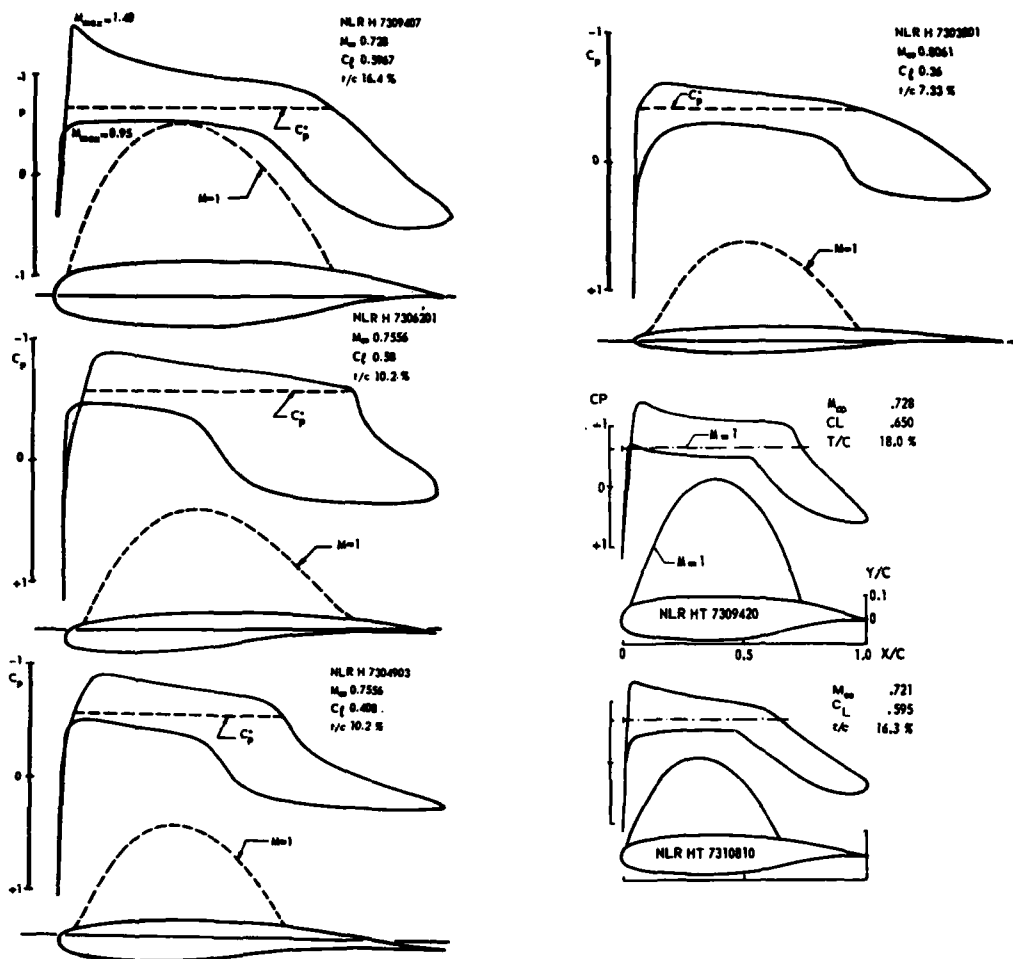 M max = 1.40
NLR H 7309407
M∞ 0.728
Cℓ 0.5967
t/c 16.4 %
-1
P
0
-1
M max = 0.95
C*p
M=1
NLR H 7306201
M∞ 0.7556
Cℓ 0.58
t/c 10.2 %
-1
Cp
0
+1
C*p
M=1
NLR H 7304903
M∞ 0.7556
Cℓ 0.408
t/c 10.2 %
-1
Cp
0
+1
C*p
M=1
NLR H 7303801
M∞ 0.8061
Cℓ 0.36
t/c 7.33 %
-1
Cp
0
+1
C*p
M=1
CP
+1
0
+1
M∞ .728
CL .650
T/C 18.0 %
M=1
M=1
Y/C
0.1
0
NLR HT 7309420
0 0.5 1.0 X/C
M∞ .721
CL .595
t/c 16.3 %
NLR HT 7310810